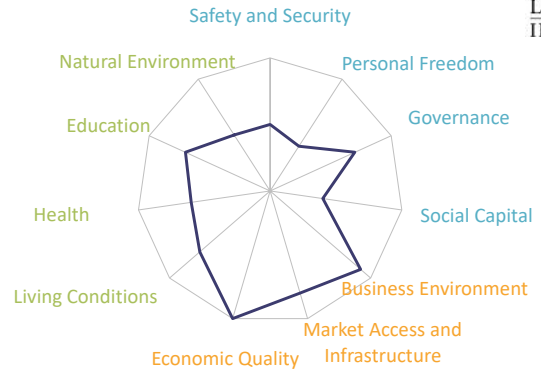 Safety and Security
Natural Environment
Personal Freedom
Education
Governance
Health
Social Capital
Living Conditions
Business Environment
Market Access and
Infrastructure
Economic Quality